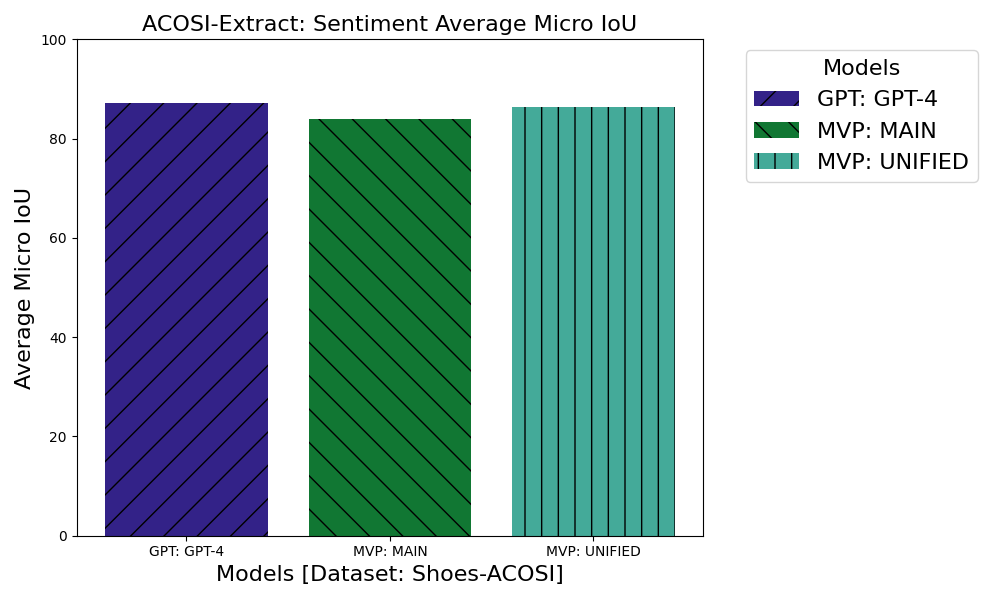 ACOSI-Extract: Sentiment Average Micro IoU
100
80
60
40
20
0
Average Micro IoU
GPT: GPT-4
MVP: MAIN
MVP: UNIFIED
Models [Dataset: Shoes-ACOSI]
Models
GPT: GPT-4
MVP: MAIN
MVP: UNIFIED